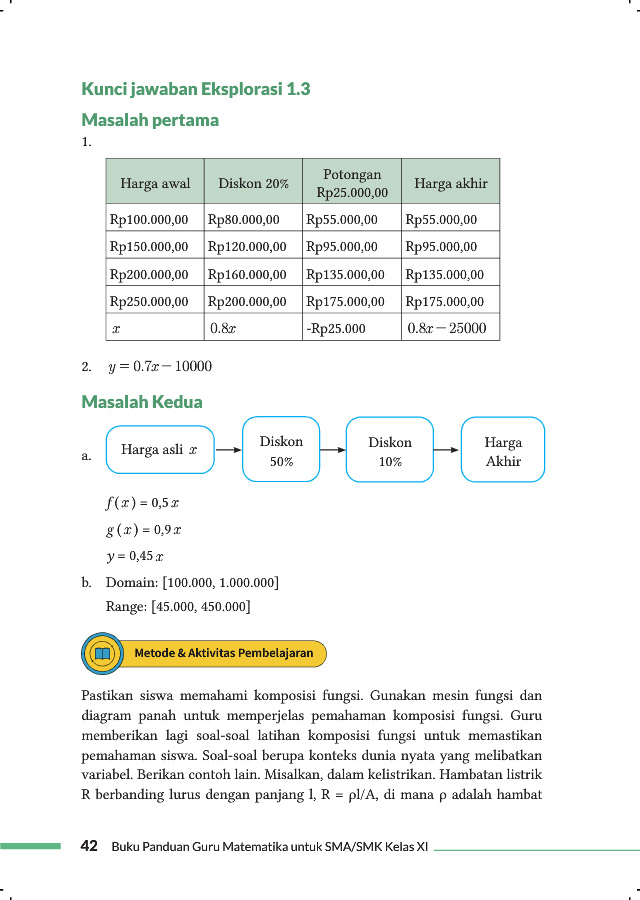 Kunci jawaban Eksplorasi 1.3
Masalah pertama
1.
Harga awal Diskon 20% Potongan Rp25.000,00 Harga akhir
Rp100.000,00 Rp80.000,00 Rp55.000,00 Rp55.000,00
Rp150.000,00 Rp120.000,00 Rp95.000,00 Rp95.000,00
Rp200.000,00 Rp160.000,00 Rp135.000,00 Rp135.000,00
Rp250.000,00 Rp200.000,00 Rp175.000,00 Rp175.000,00
x 0.8x -Rp25.000 0.8x − 25000
2. y = 0.7x − 10000
Masalah Kedua
a. Harga asli x Diskon 50% Diskon 10% Harga Akhir
f(x) = 0,5 x
g(x) = 0,9 x
y = 0,45 x
b. Domain: [100.000, 1.000.000]
Range: [45.000, 450.000]
Metode & Aktivitas Pembelajaran
Pastikan siswa memahami komposisi fungsi. Gunakan mesin fungsi dan
diagram panah untuk memperjelas pemahaman komposisi fungsi. Guru
memberikan lagi soal-soal latihan komposisi fungsi untuk memastikan
pemahaman siswa. Soal-soal berupa konteks dunia nyata yang melibatkan
variabel. Berikan contoh lain. Misalkan, dalam kelistrikan. Hambatan listrik
R berbanding lurus dengan panjang l, R = ρl/A, di mana ρ adalah hambat
42 Buku Panduan Guru Matematika untuk SMA/SMK Kelas XI